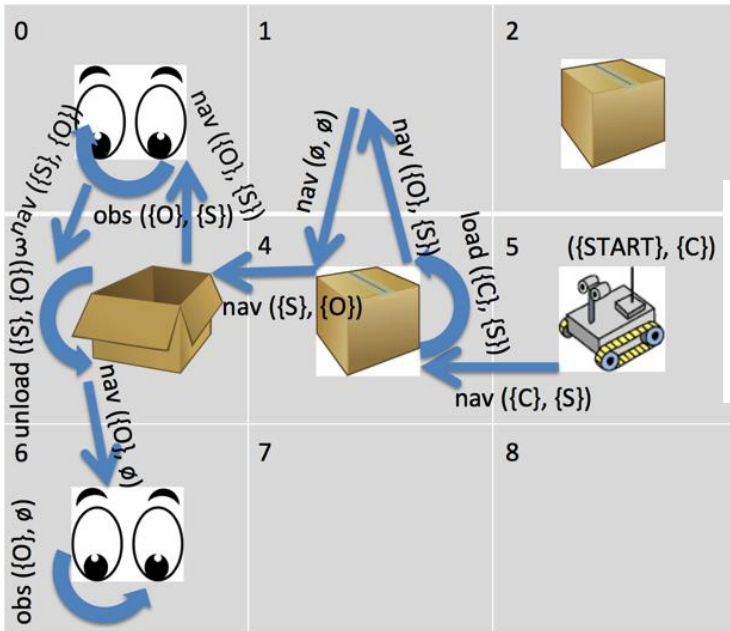 0
1
2
nav ({S}, {O})
nav ({O}, {S})
obs ({O}, {S})
nav (ø, ø)
nav ({O}, {S})
load ({C}, {S})
3
4
5
({START}, {C})
unload ({S}, {O})
nav ({S}, {O})
nav ({C}, {S})
nav ({O}, ø)
6
7
8
obs ({O}, ø)